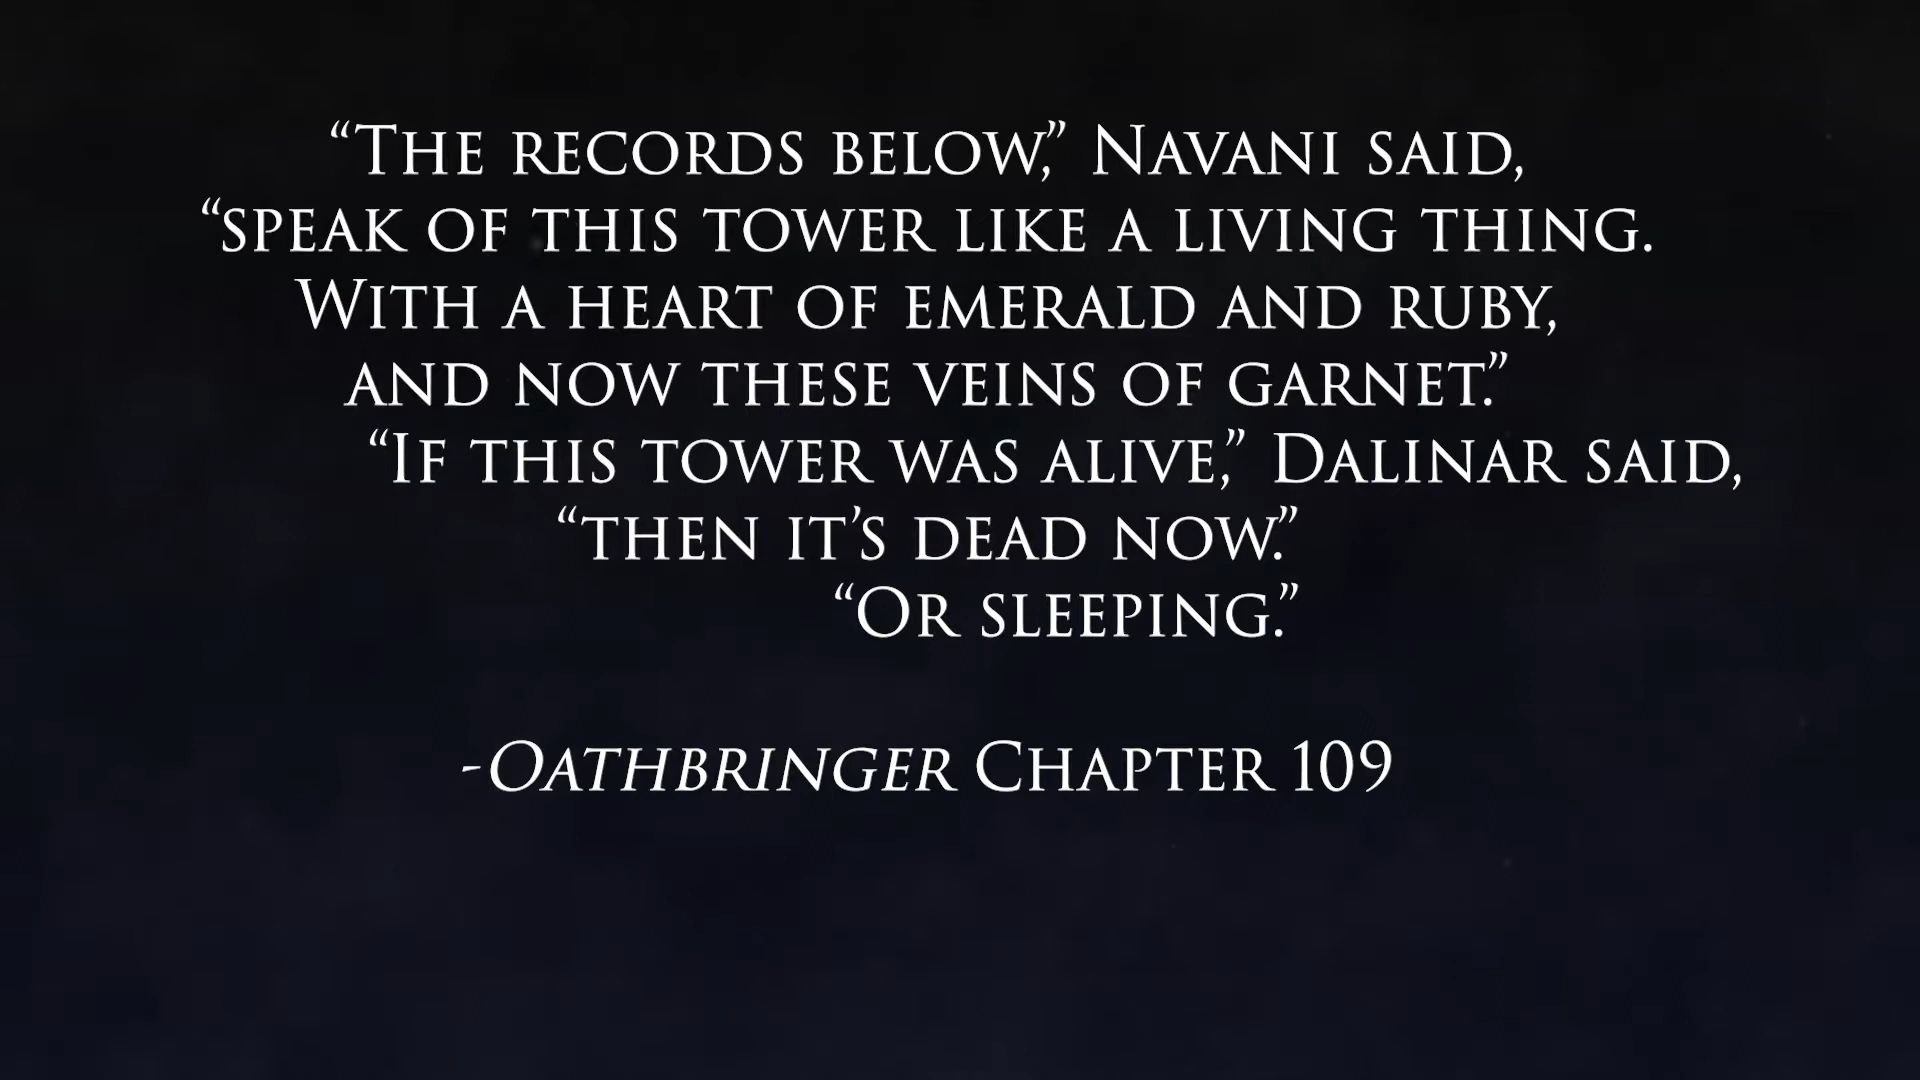 “The records below,” Navani said,
“speak of this tower like a living thing.
With a heart of emerald and ruby,
and now these veins of garnet.”
“If this tower was alive,” Dalinar said,
“then it’s dead now.”
“Or sleeping.”
-Oathbringer Chapter 109